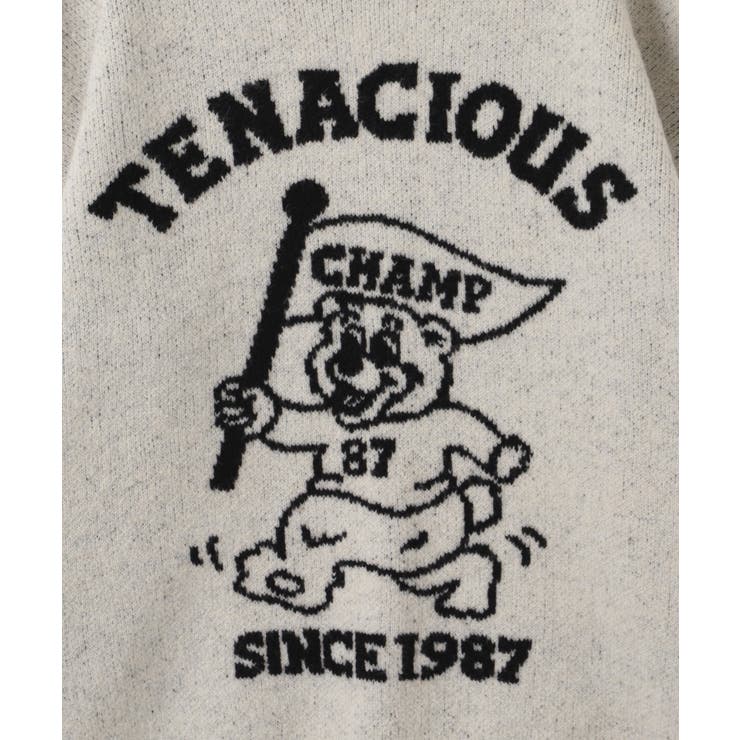 TENACIOUS
CHAMP
87
SINCE 1987